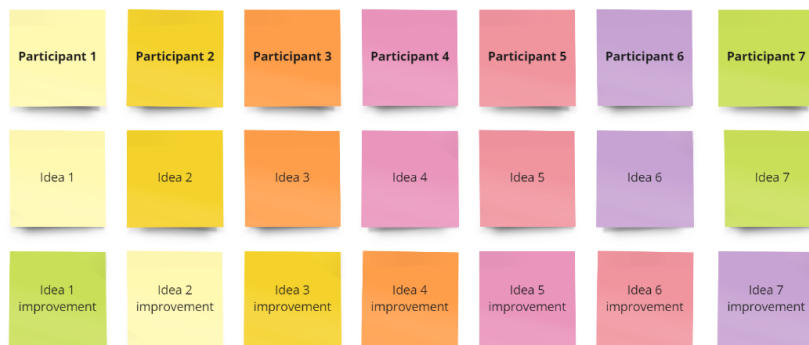 Participant 1 Participant 2 Participant 3 Participant 4 Participant 5 Participant 6 Participant 7
Idea 1 Idea 2 Idea 3 Idea 4 Idea 5 Idea 6 Idea 7
Idea 1
improvement
Idea 2
improvement
Idea 3
improvement
Idea 4
improvement
Idea 5
improvement
Idea 6
improvement
Idea 7
improvement